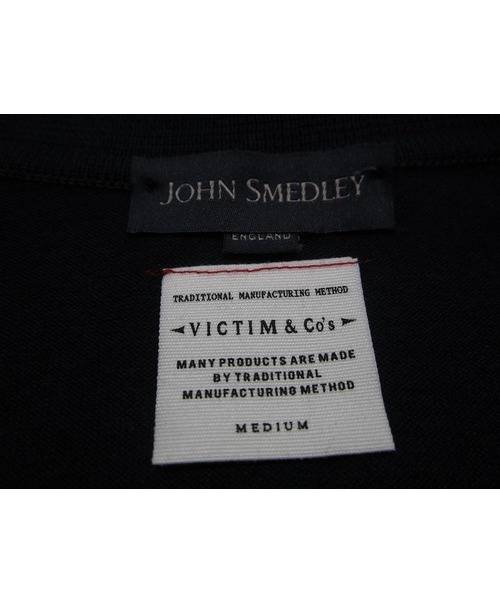 JOHN SMEDLEY
ENGLAND
TRADITIONAL MANUFACTURING METHOD
VICTIM & Co's
MANY PRODUCTS ARE MADE
BY TRADITIONAL
MANUFACTURING METHOD
MEDIUM